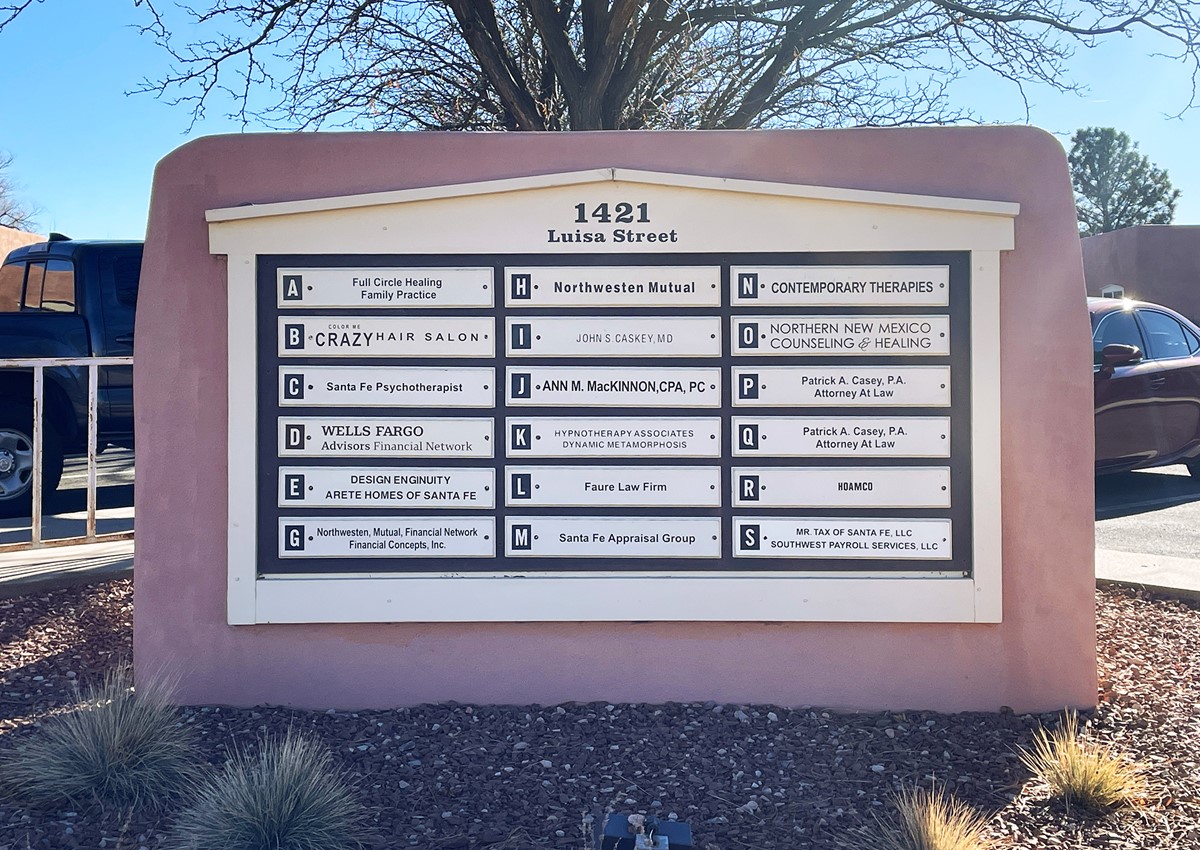 1421
Luisa Street
A Full Circle Healing
Family Practice
B COLOR ME
CRAZY HAIR SALON
C Santa Fe Psychotherapist
D WELLS FARGO
Advisors Financial Network
E DESIGN ENGINUITY
ARETE HOMES OF SANTA FE
G Northwesten, Mutual, Financial Network
Financial Concepts, Inc.
H Northwesten Mutual
I JOHN S. CASKEY, MD
J ANN M. MacKINNON, CPA, PC
K HYPNOTHERAPY ASSOCIATES
DYNAMIC METAMORPHOSIS
L Faure Law Firm
M Santa Fe Appraisal Group
N CONTEMPORARY THERAPIES
O NORTHERN NEW MEXICO
COUNSELING & HEALING
P Patrick A. Casey, P.A.
Attorney At Law
Q Patrick A. Casey, P.A.
Attorney At Law
R HOAMCO
S MR. TAX OF SANTA FE, LLC
SOUTHWEST PAYROLL SERVICES, LLC